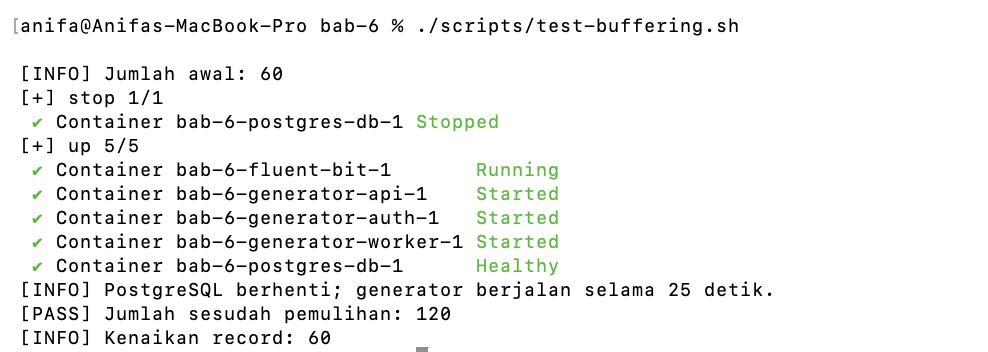 [anifa@Anifas-MacBook-Pro bab-6 % ./scripts/test-buffering.sh
[INFO] Jumlah awal: 60
[+] stop 1/1
✔ Container bab-6-postgres-db-1 Stopped
[+] up 5/5
✔ Container bab-6-fluent-bit-1 Running
✔ Container bab-6-generator-api-1 Started
✔ Container bab-6-generator-auth-1 Started
✔ Container bab-6-generator-worker-1 Started
✔ Container bab-6-postgres-db-1 Healthy
[INFO] PostgreSQL berhenti; generator berjalan selama 25 detik.
[PASS] Jumlah sesudah pemulihan: 120
[INFO] Kenaikan record: 60